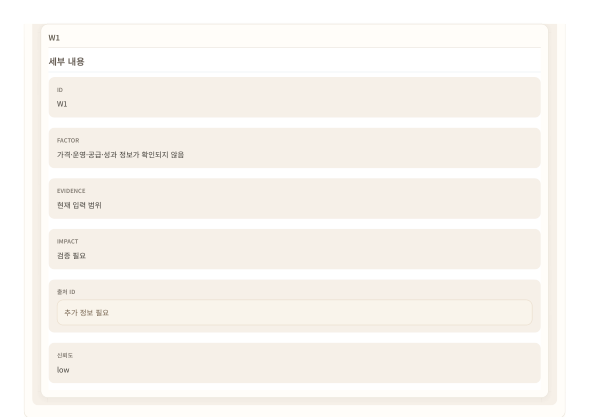 W1
세부 내용
ID
W1
FACTOR
가격·운영·공급·성과 정보가 확인되지 않음
EVIDENCE
현재 입력 범위
IMPACT
검증 필요
출처 ID
추가 정보 필요
신뢰도
low